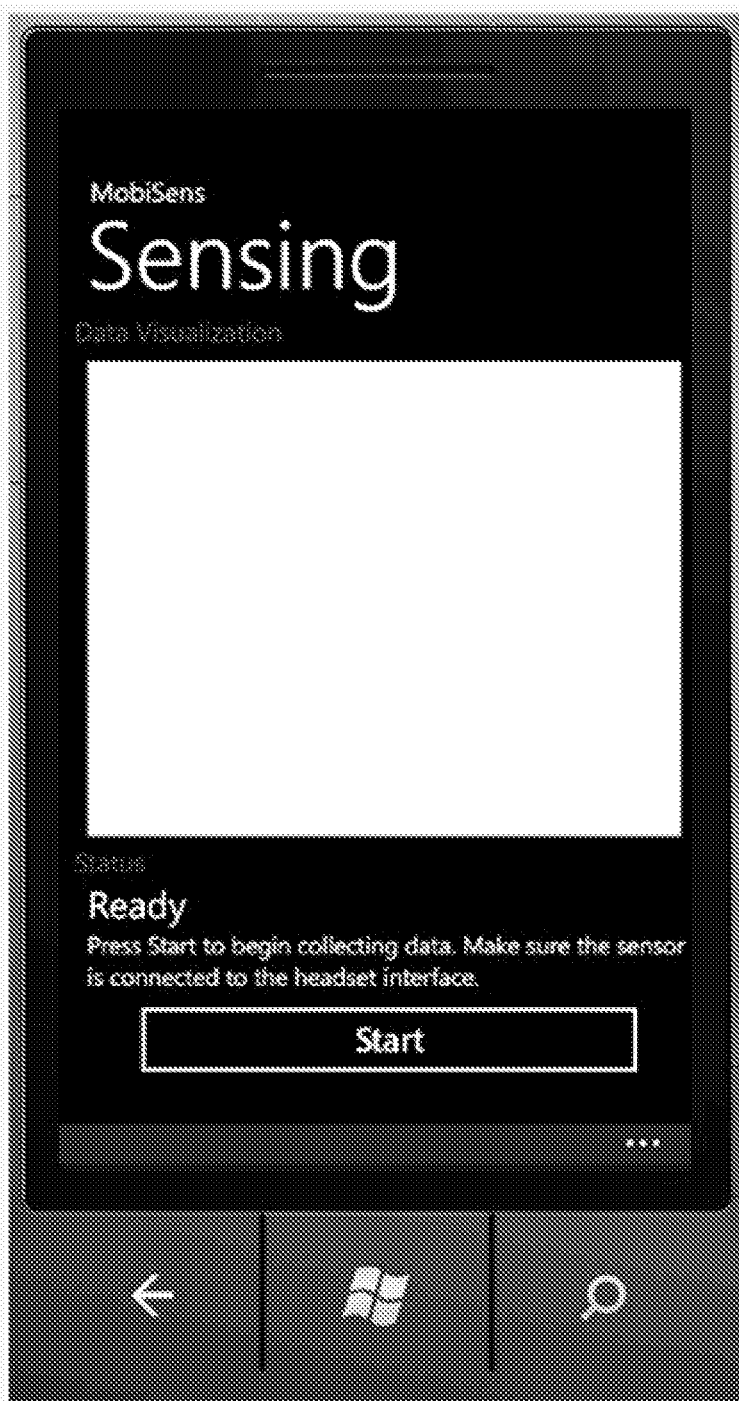 MobiSens
Sensing
Data Visualization
Status
Ready
Press Start to begin collecting data. Make sure the sensor
is connected to the headset interface.
Start